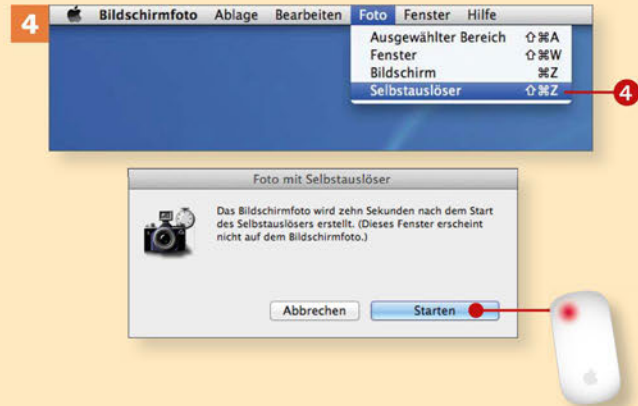 4
Bildschirmfoto Ablage Bearbeiten Foto Fenster Hilfe
Ausgewählter Bereich ⇧⌘A
Fenster ⇧⌘W
Bildschirm ⌘Z
Selbstauslöser ⇧⌘Z
4
Foto mit Selbstauslöser
Das Bildschirmfoto wird zehn Sekunden nach dem Start
des Selbstauslösers erstellt. (Dieses Fenster erscheint
nicht auf dem Bildschirmfoto.)
Abbrechen Starten